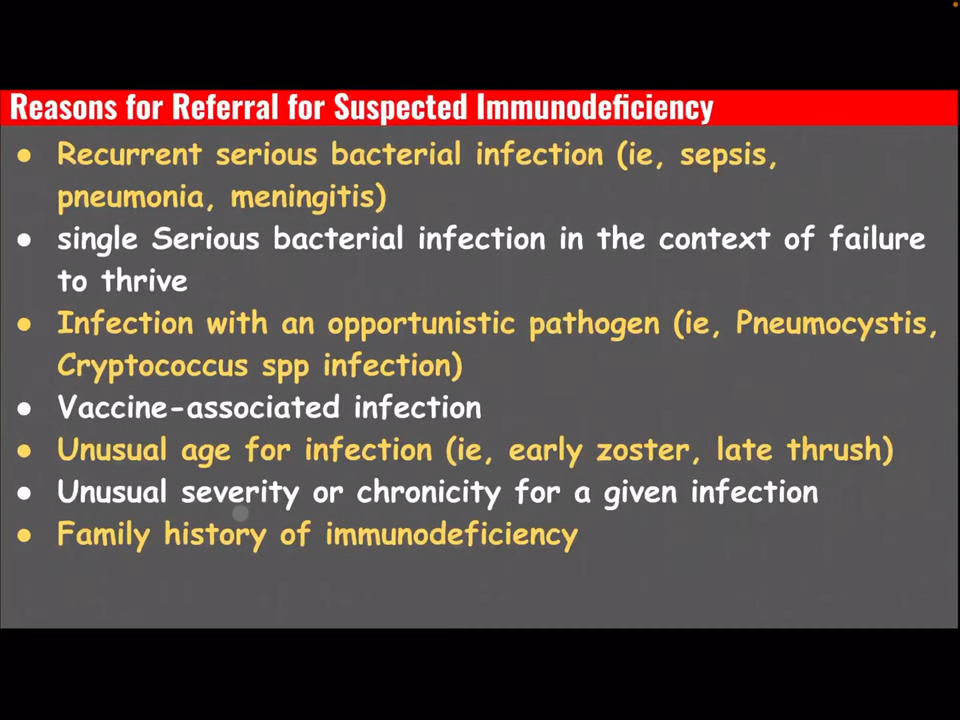 Reasons for Referral for Suspected Immunodeficiency
● Recurrent serious bacterial infection (ie, sepsis,
pneumonia, meningitis)
● single Serious bacterial infection in the context of failure
to thrive
● Infection with an opportunistic pathogen (ie, Pneumocystis,
Cryptococcus spp infection)
● Vaccine-associated infection
● Unusual age for infection (ie, early zoster, late thrush)
● Unusual severity or chronicity for a given infection
● Family history of immunodeficiency